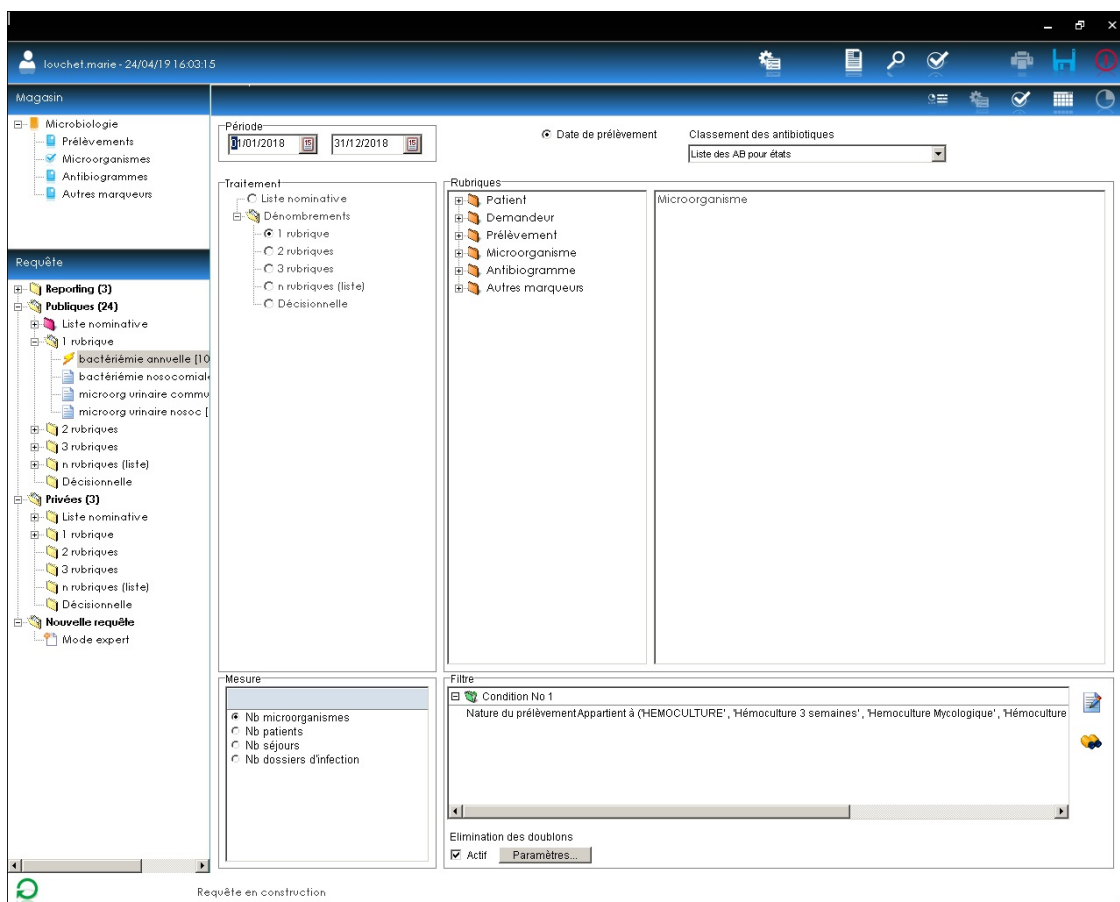 louchet.marie - 24/04/19 16:03:15
Magasin
Microbiologie
Prélèvements
Microorganismes
Antibiogrammes
Autres marqueurs
Requête
Reporting (3)
Publiques (24)
Liste nominative
1 rubrique
bactériémie annuelle [10
bactériémie nosocomiale
microorg urinaire commu
microorg urinaire nosoc [
2 rubriques
3 rubriques
n rubriques (liste)
Décisionnelle
Privées (3)
Liste nominative
1 rubrique
2 rubriques
3 rubriques
n rubriques (liste)
Décisionnelle
Nouvelle requête
Mode expert
Période
01/01/2018 31/12/2018
Date de prélèvement
Classement des antibiotiques
Liste des AB pour états
Traitement
Liste nominative
Dénombrements
1 rubrique
2 rubriques
3 rubriques
n rubriques (liste)
Décisionnelle
Rubriques
Patient
Demandeur
Prélèvement
Microorganisme
Antibiogramme
Autres marqueurs
Microorganisme
Mesure
Nb microorganismes
Nb patients
Nb séjours
Nb dossiers d'infection
Filtre
Condition No 1
Nature du prélèvement Appartient à ('HEMOCULTURE', 'Hémoculture 3 semaines', 'Hemoculture Mycologique', 'Hémoculture
Elimination des doublons
Actif Paramètres...
Requête en construction